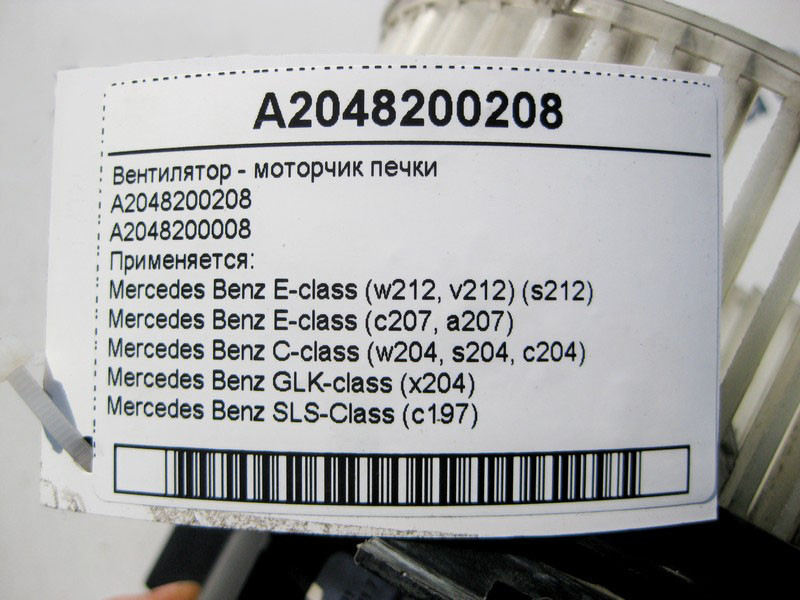 A2048200208
Вентилятор - моторчик печки
A2048200208
A2048200008
Применяется:
Mercedes Benz E-class (w212, v212) (s212)
Mercedes Benz E-class (c207, a207)
Mercedes Benz C-class (w204, s204, c204)
Mercedes Benz GLK-class (x204)
Mercedes Benz SLS-Class (c197)